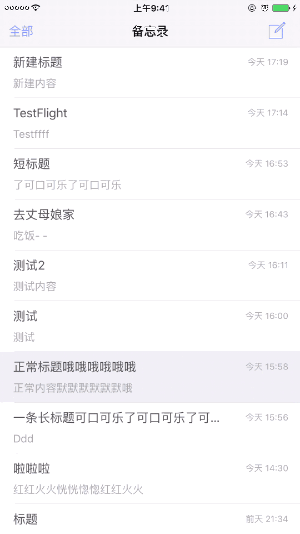 上午9:41
全部
备忘录
新建标题
今天 17:19
新建内容
TestFlight
今天 17:14
Testffff
短标题
今天 16:53
了可口可乐了可口可乐
去丈母娘家
今天 16:43
吃饭- -
测试2
今天 16:11
测试内容
测试
今天 16:00
测试
正常标题哦哦哦哦哦哦
今天 15:58
正常内容默默默默默默哦
一条长标题可口可乐了可口可乐了可...
今天 15:56
Ddd
啦啦啦
今天 14:30
红红火火恍恍惚惚红红火火
标题
前天 21:34